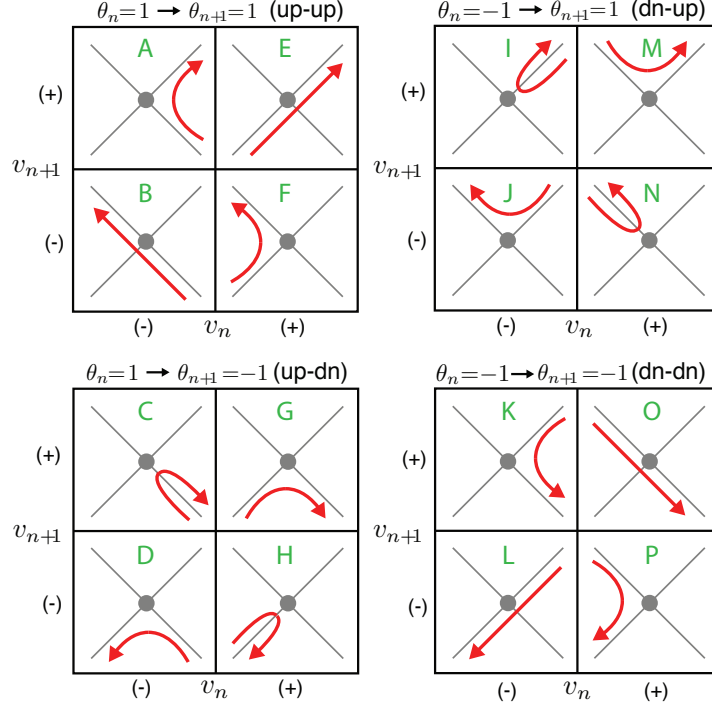 θn=1 → θn+1=1 (up-up)
θn=−1 → θn+1=1 (dn-up)
A E
I M
(+)
(+)
vn+1
vn+1
B F
J N
(-)
(-)
(-) vn (+)
(-) vn (+)
θn=1 → θn+1=−1 (up-dn)
θn=−1 → θn+1=−1 (dn-dn)
C G
K O
(+)
(+)
vn+1
vn+1
D H
L P
(-)
(-)
(-) vn (+)
(-) vn (+)